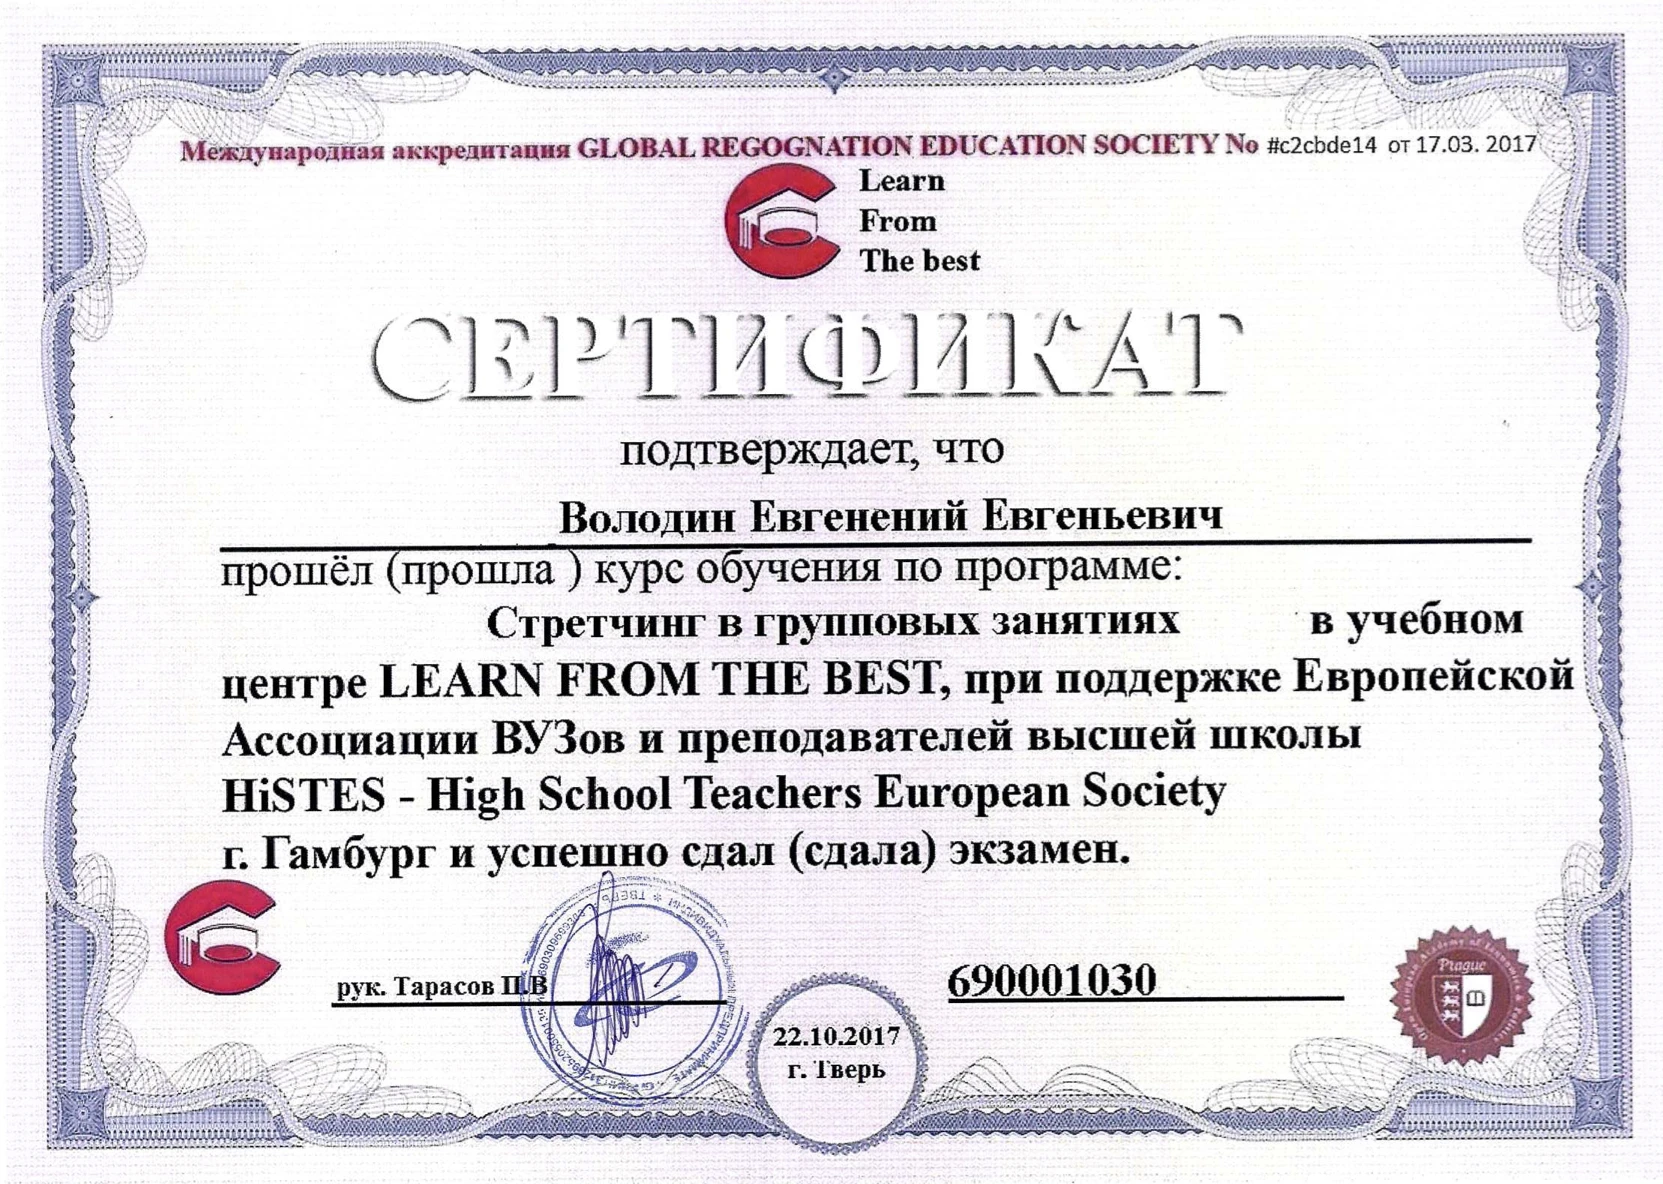 Международная аккредитация GLOBAL REGOGNATION EDUCATION SOCIETY No #c2cbde14 от 17.03. 2017
Learn
From
The best
СЕРТИФИКАТ
подтверждает, что
Володин Евгенений Евгеньевич
прошёл (прошла ) курс обучения по программе:
Стретчинг в групповых занятиях в учебном
центре LEARN FROM THE BEST, при поддержке Европейской
Ассоциации ВУЗов и преподавателей высшей школы
HiSTES - High School Teachers European Society
г. Гамбург и успешно сдал (сдала) экзамен.
рук. Тарасов П.В
690001030
22.10.2017
г. Тверь
ТВЕРЬ * ИНДИВИДУАЛЬНЫЙ ПРЕДПРИНИМАТЕ
Prague